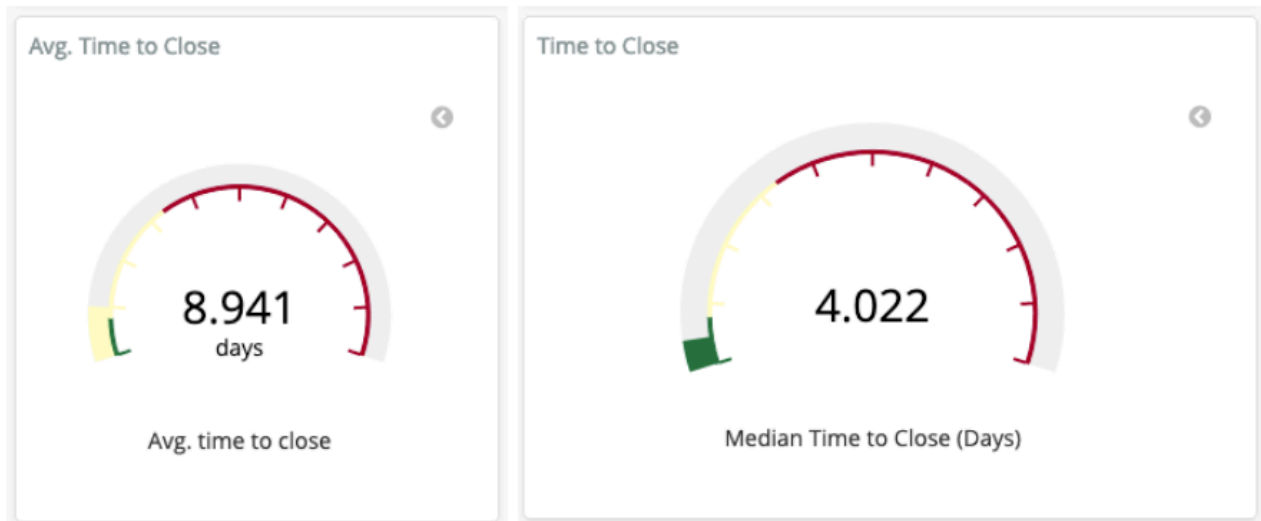 Avg. Time to Close
8.941
days
Avg. time to close
Time to Close
4.022
Median Time to Close (Days)